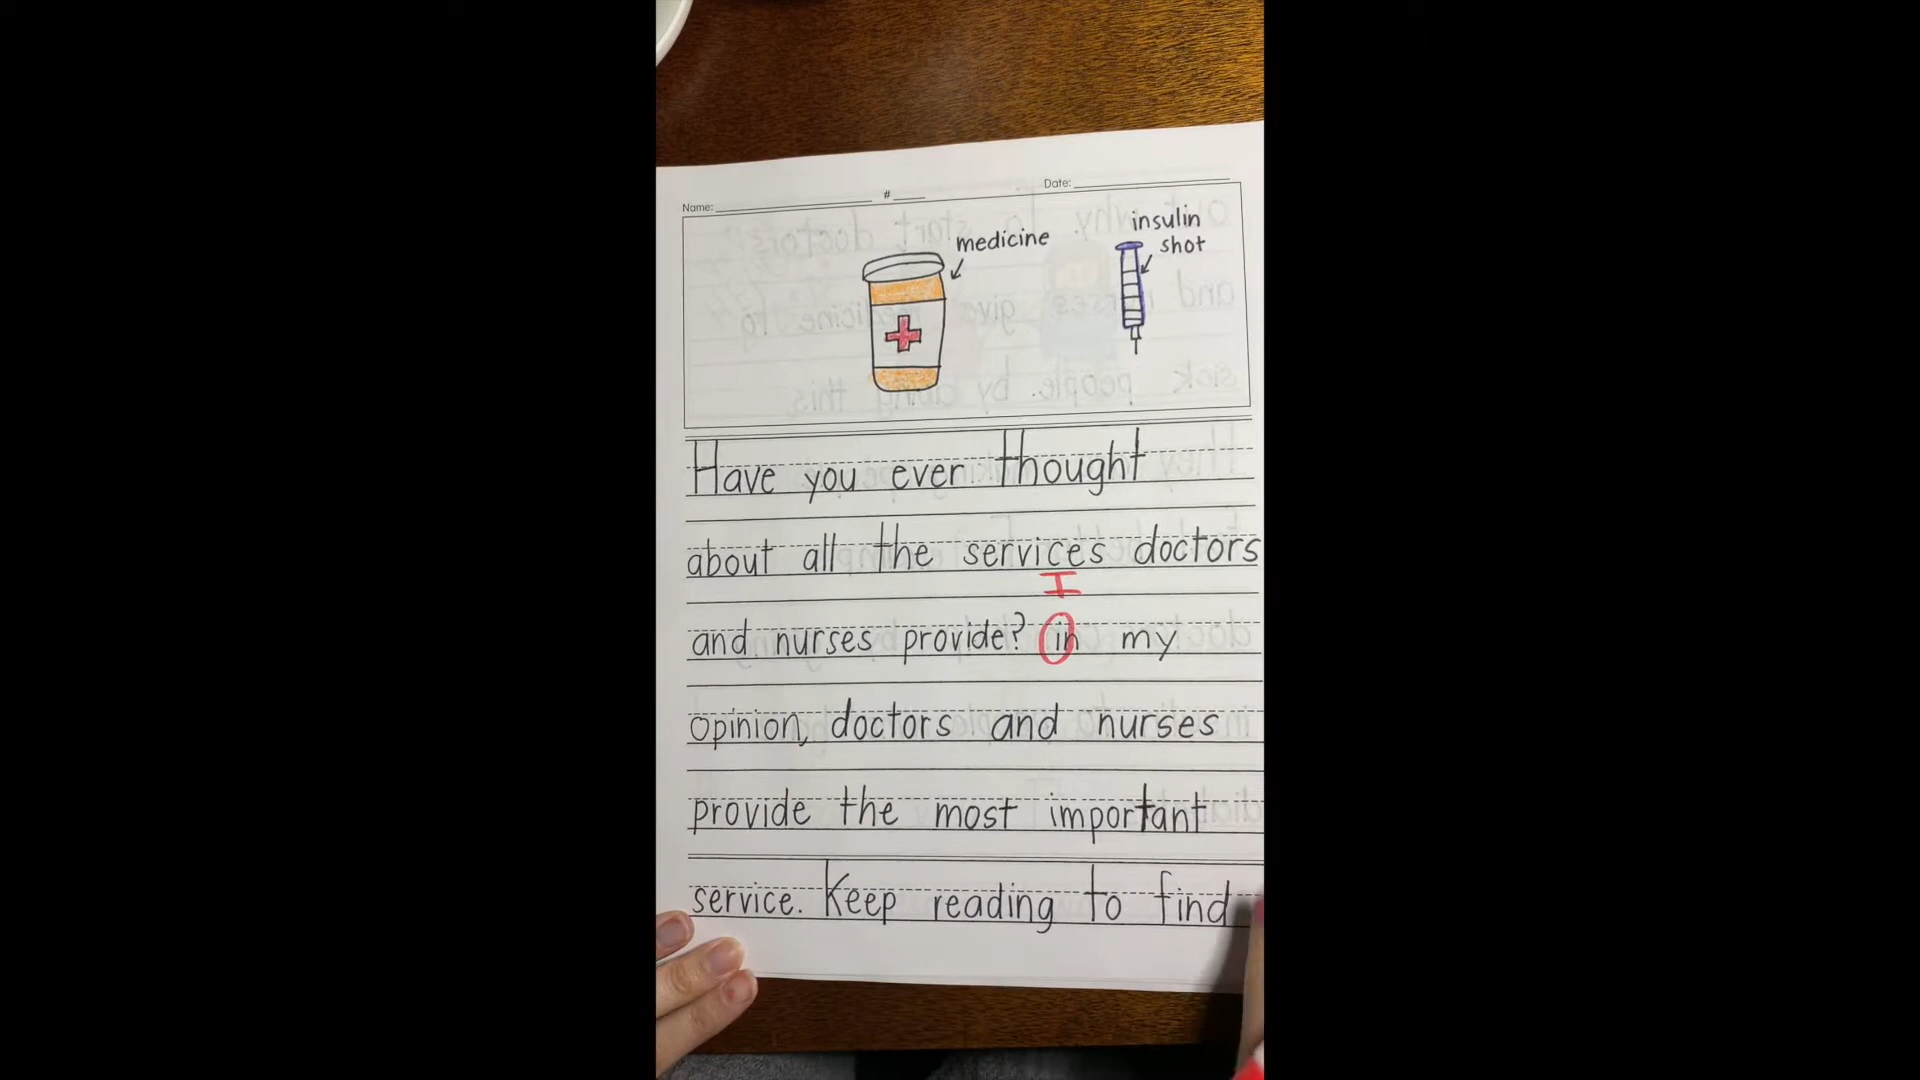 Name: # Date:
medicine
insulin
shot
Have you ever thought
about all the services doctors
I
and nurses provide? in my
opinion, doctors and nurses
provide the most important
service. Keep reading to find